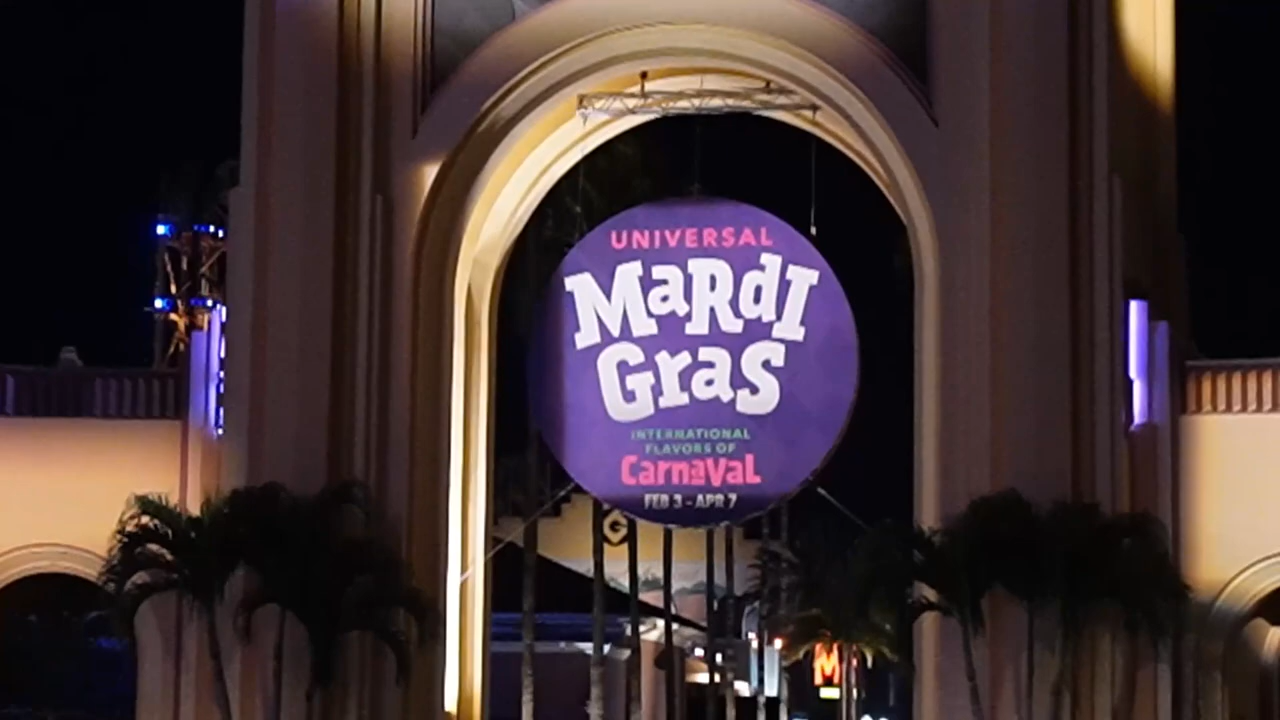 UNIVERSAL
MaRdI
GraS
INTERNATIONAL
FLAVORS OF
CarnaVaL
FEB 3 - APR 7
G
M